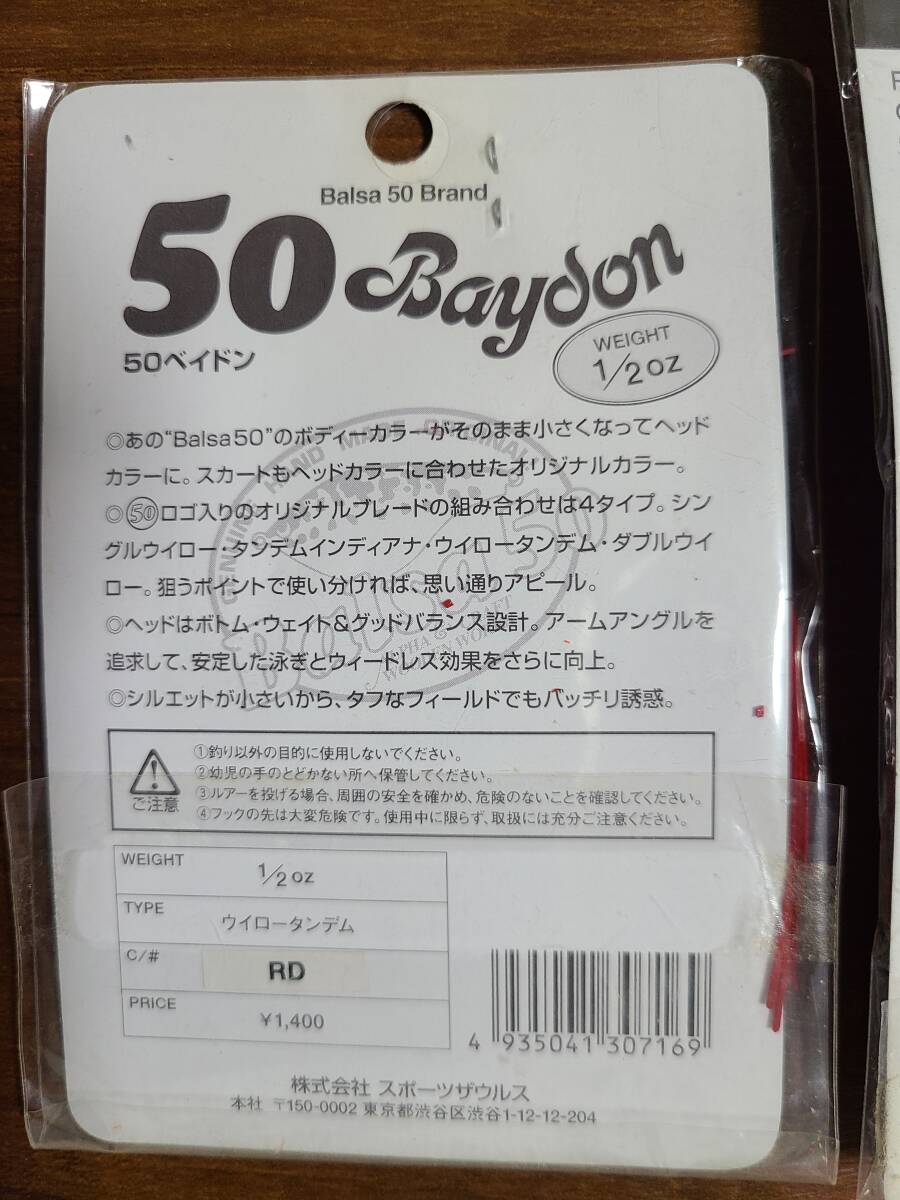 Balsa 50 Brand
50 Baydon
50ベイドン
WEIGHT
1/2oz
◎あの“Balsa50”のボディーカラーがそのまま小さくなってヘッド
カラーに。スカートもヘッドカラーに合わせたオリジナルカラー。
◎50ロゴ入りのオリジナルブレードの組み合わせは4タイプ。シン
グルウイロー・タンデムインディアナ・ウイロータンデム・ダブルウイ
ロー。狙うポイントで使い分ければ、思い通りアピール。
◎ヘッドはボトム・ウェイト&グッドバランス設計。アームアングルを
追求して、安定した泳ぎとウィードレス効果をさらに向上。
◎シルエットが小さいから、タフなフィールドでもバッチリ誘惑。
Balsa 50
ご注意
①釣り以外の目的に使用しないでください。
②幼児の手のとどかない所へ保管してください。
③ルアーを投げる場合、周囲の安全を確かめ、危険のないことを確認してください。
④フックの先は大変危険です。使用中に限らず、取扱には充分ご注意ください。
WEIGHT 1/2oz
TYPE ウイロータンデム
C/# RD
PRICE ¥1,400
4 935041 307169
株式会社 スポーツザウルス
本社 〒150-0002 東京都渋谷区渋谷1-12-12-204